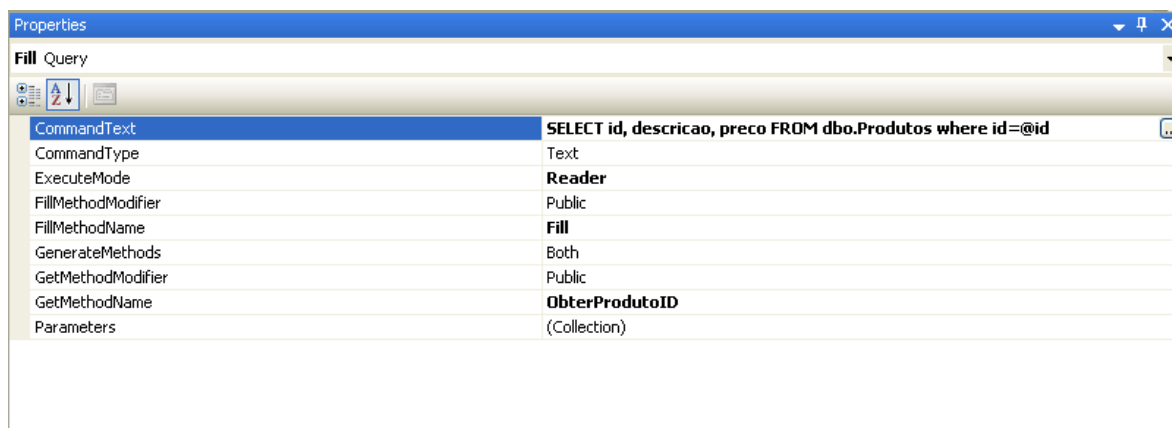 Properties
Fill Query
CommandText SELECT id, descricao, preco FROM dbo.Produtos where id=@id
CommandType Text
ExecuteMode Reader
FillMethodModifier Public
FillMethodName Fill
GenerateMethods Both
GetMethodModifier Public
GetMethodName ObterProdutoID
Parameters (Collection)